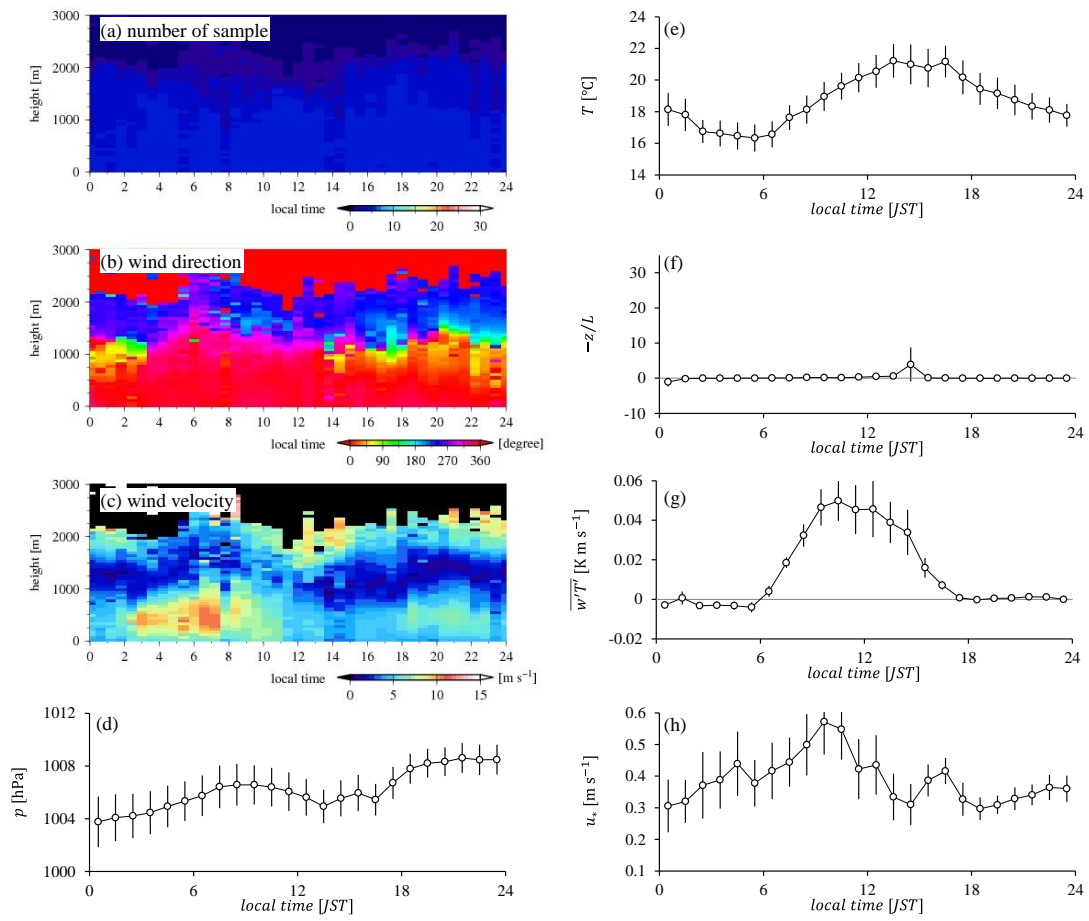 (a) number of sample
height [m]
3000
2000
1000
0
0 2 4 6 8 10 12 14 16 18 20 22 24
local time
0 10 20 30
(b) wind direction
height [m]
3000
2000
1000
0
0 2 4 6 8 10 12 14 16 18 20 22 24
local time
[degree]
0 90 180 270 360
(c) wind velocity
height [m]
3000
2000
1000
0
0 2 4 6 8 10 12 14 16 18 20 22 24
local time
[m s⁻¹]
0 5 10 15
(d)
p [hPa]
1012
1008
1004
1000
0 6 12 18 24
local time [JST]
(e)
T [°C]
24
22
20
18
16
14
0 6 12 18 24
local time [JST]
(f)
−z/L
30
20
10
0
-10
0 6 12 18 24
local time [JST]
(g)
w′T′ [K m s⁻¹]
0.06
0.04
0.02
0
-0.02
0 6 12 18 24
local time [JST]
(h)
u* [m s⁻¹]
0.6
0.5
0.4
0.3
0.2
0.1
0 6 12 18 24
local time [JST]